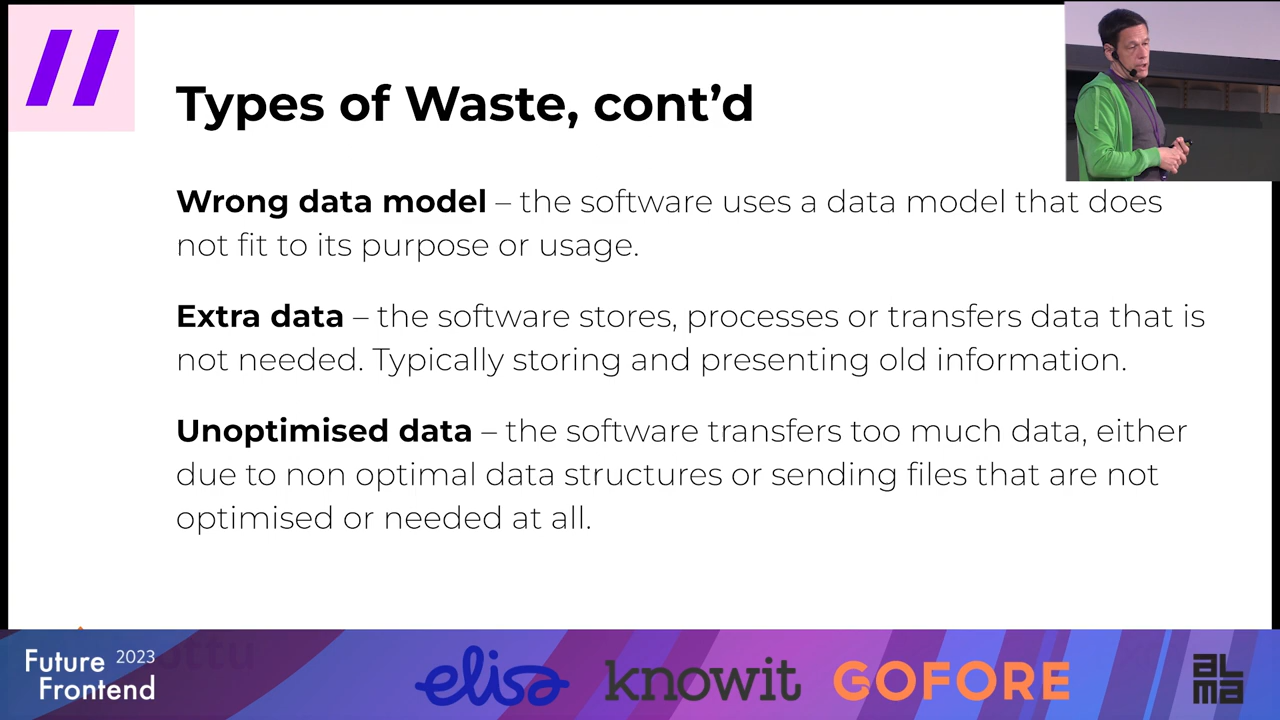 //
Types of Waste, cont’d
Wrong data model – the software uses a data model that does
not fit to its purpose or usage.
Extra data – the software stores, processes or transfers data that is
not needed. Typically storing and presenting old information.
Unoptimised data – the software transfers too much data, either
due to non optimal data structures or sending files that are not
optimised or needed at all.
Future 2023
Frontend
elisa
knowit
GOFORE
aL
ma